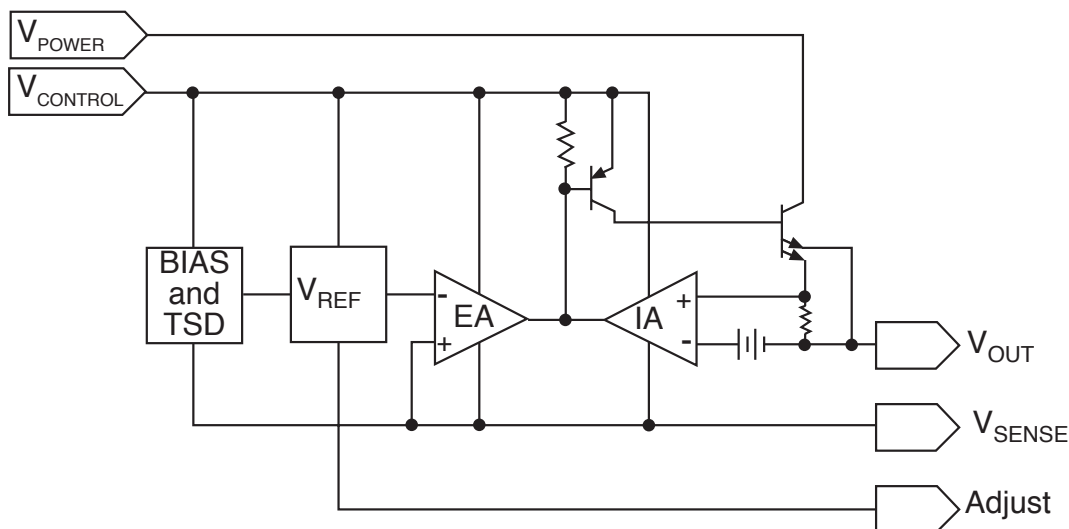 VPOWER
VCONTROL
BIAS
and
TSD
VREF
-
+
EA
IA
+
-
VOUT
VSENSE
Adjust